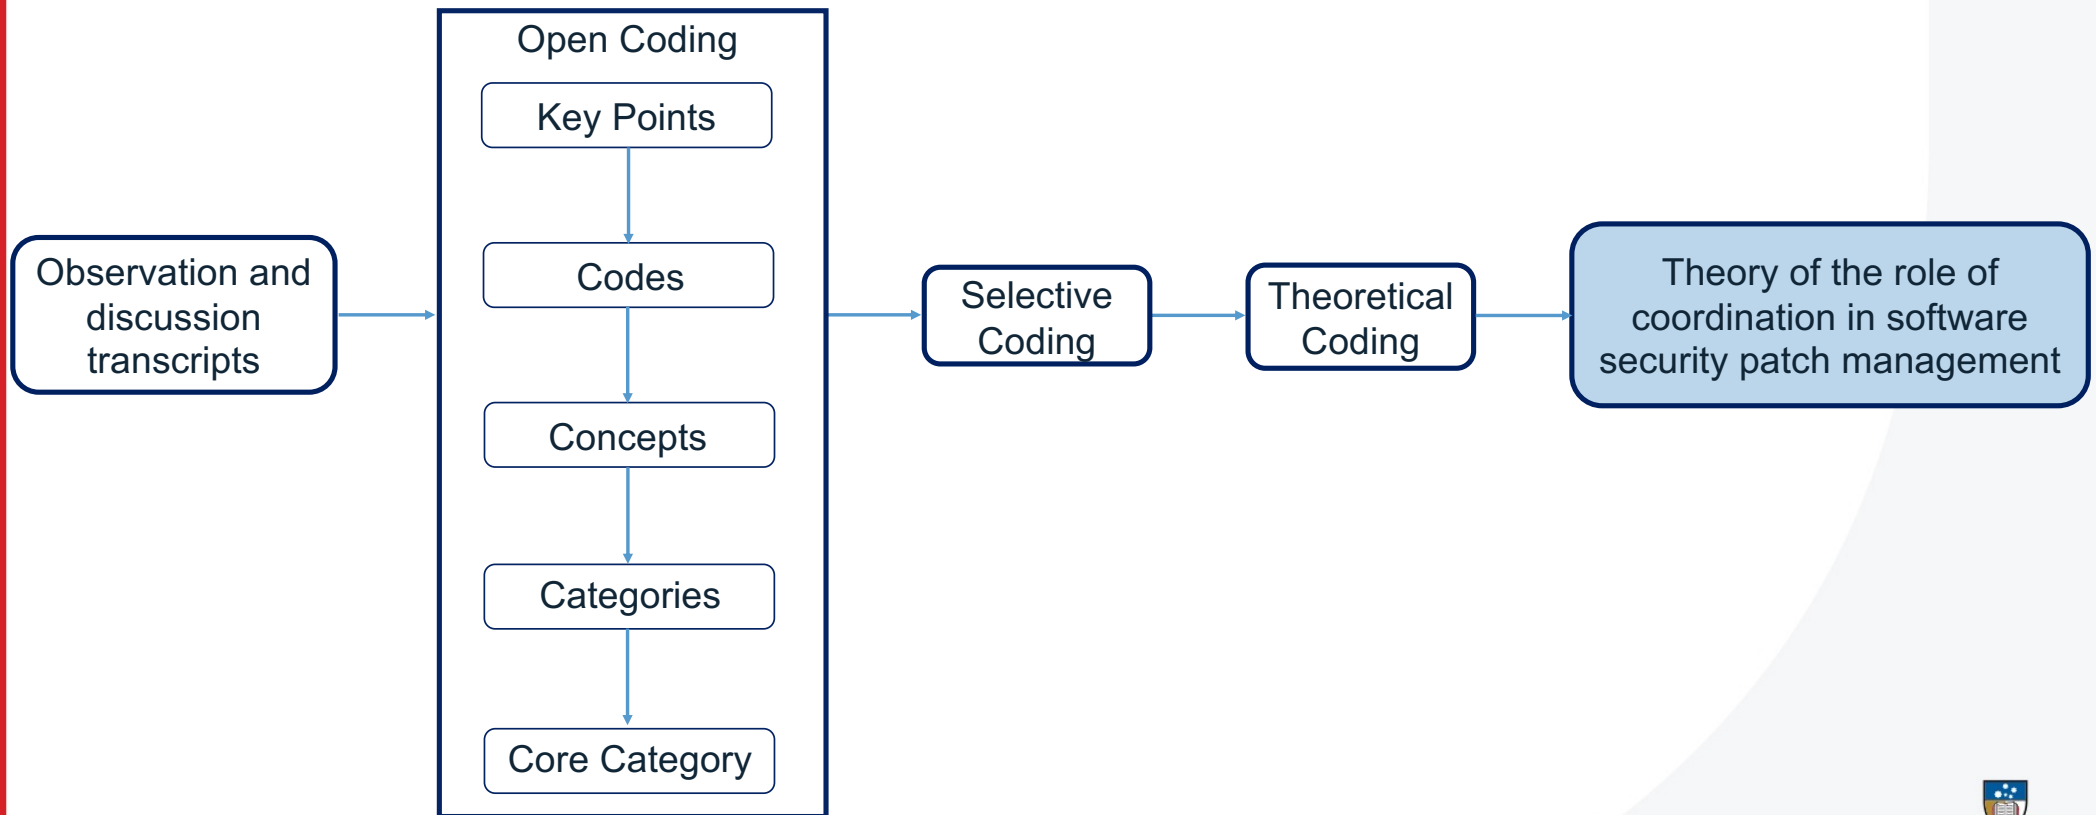 Observation and
discussion
transcripts
Open Coding
Key Points
Codes
Concepts
Categories
Core Category
Selective
Coding
Theoretical
Coding
Theory of the role of
coordination in software
security patch management